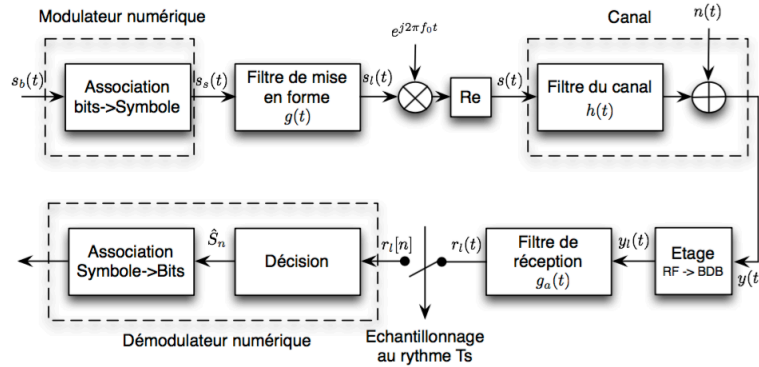 Modulateur numérique
Canal
n(t)
e^{j2πf_0t}
s_b(t)
Association
bits->Symbole
s_s(t)
Filtre de mise
en forme
g(t)
s_l(t)
Re
s(t)
Filtre du canal
h(t)
Association
Symbole->Bits
Ŝ_n
Décision
r_l[n]
r_l(t)
Filtre de
réception
g_a(t)
y_l(t)
Etage
RF -> BDB
y(t
Echantillonnage
au rythme Ts
Démodulateur numérique